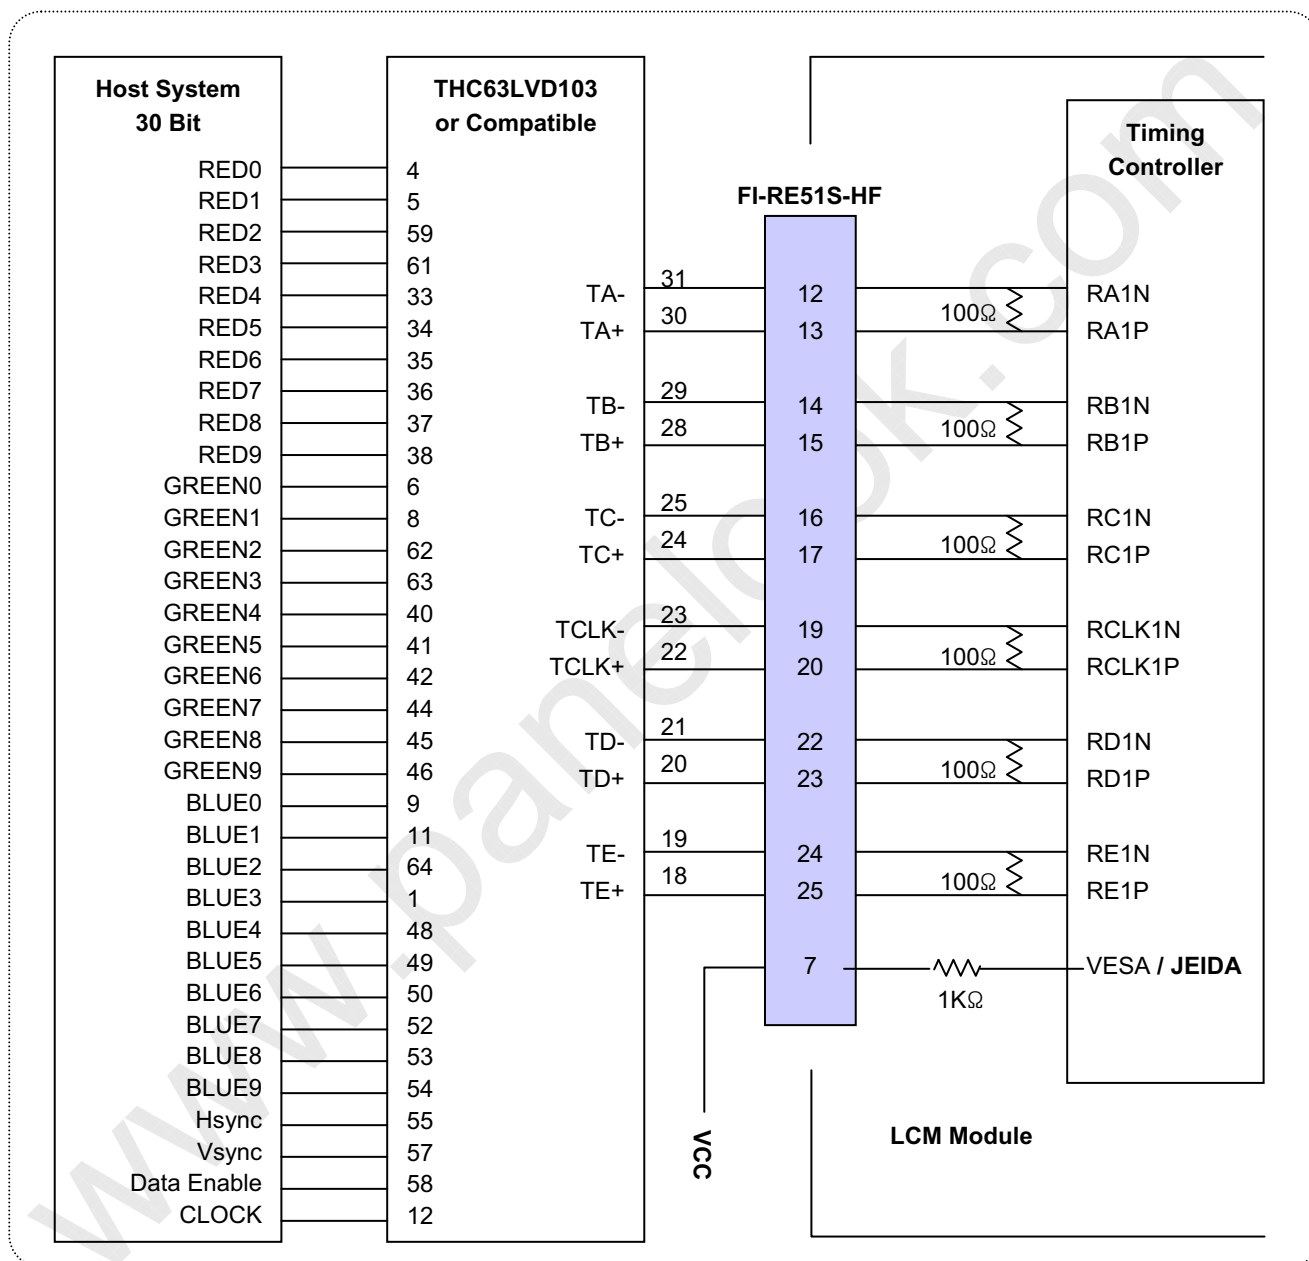 Host System
30 Bit
RED0
RED1
RED2
RED3
RED4
RED5
RED6
RED7
RED8
RED9
GREEN0
GREEN1
GREEN2
GREEN3
GREEN4
GREEN5
GREEN6
GREEN7
GREEN8
GREEN9
BLUE0
BLUE1
BLUE2
BLUE3
BLUE4
BLUE5
BLUE6
BLUE7
BLUE8
BLUE9
Hsync
Vsync
Data Enable
CLOCK
THC63LVD103
or Compatible
4
5
59
61
33
34
35
36
37
38
6
8
62
63
40
41
42
44
45
46
9
11
64
1
48
49
50
52
53
54
55
57
58
12
TA-
TA+
TB-
TB+
TC-
TC+
TCLK-
TCLK+
TD-
TD+
TE-
TE+
31
30
29
28
25
24
23
22
21
20
19
18
FI-RE51S-HF
12
13
14
15
16
17
19
20
22
23
24
25
7
VCC
100Ω
100Ω
100Ω
100Ω
100Ω
100Ω
1KΩ
Timing
Controller
RA1N
RA1P
RB1N
RB1P
RC1N
RC1P
RCLK1N
RCLK1P
RD1N
RD1P
RE1N
RE1P
VESA / JEIDA
LCM Module
www.panelook.com